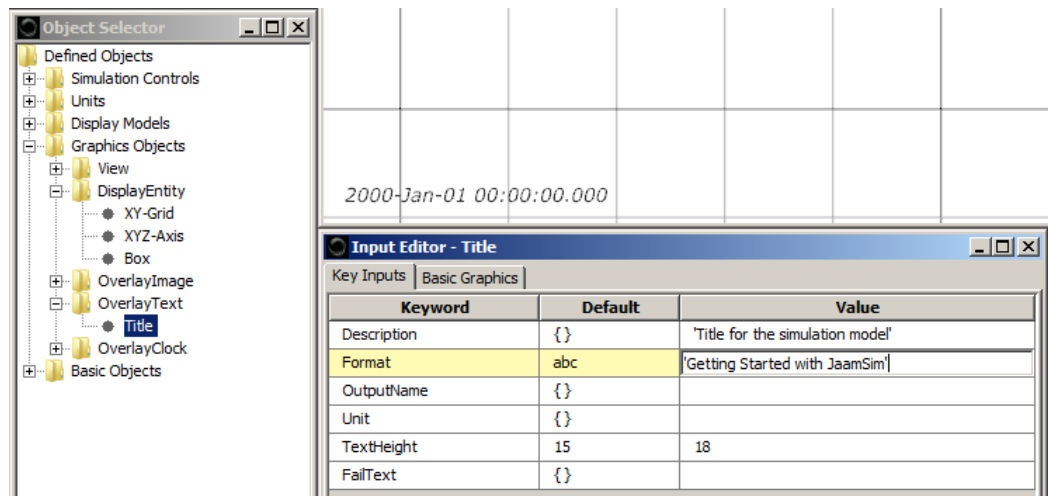 Object Selector
Defined Objects
Simulation Controls
Units
Display Models
Graphics Objects
View
DisplayEntity
XY-Grid
XYZ-Axis
Box
OverlayImage
OverlayText
Title
OverlayClock
Basic Objects
2000-Jan-01 00:00:00.000
Input Editor - Title
Key Inputs Basic Graphics
Keyword Default Value
Description {} 'Title for the simulation model'
Format abc 'Getting Started with JaamSim'
OutputName {}
Unit {}
TextHeight 15 18
FailText {}